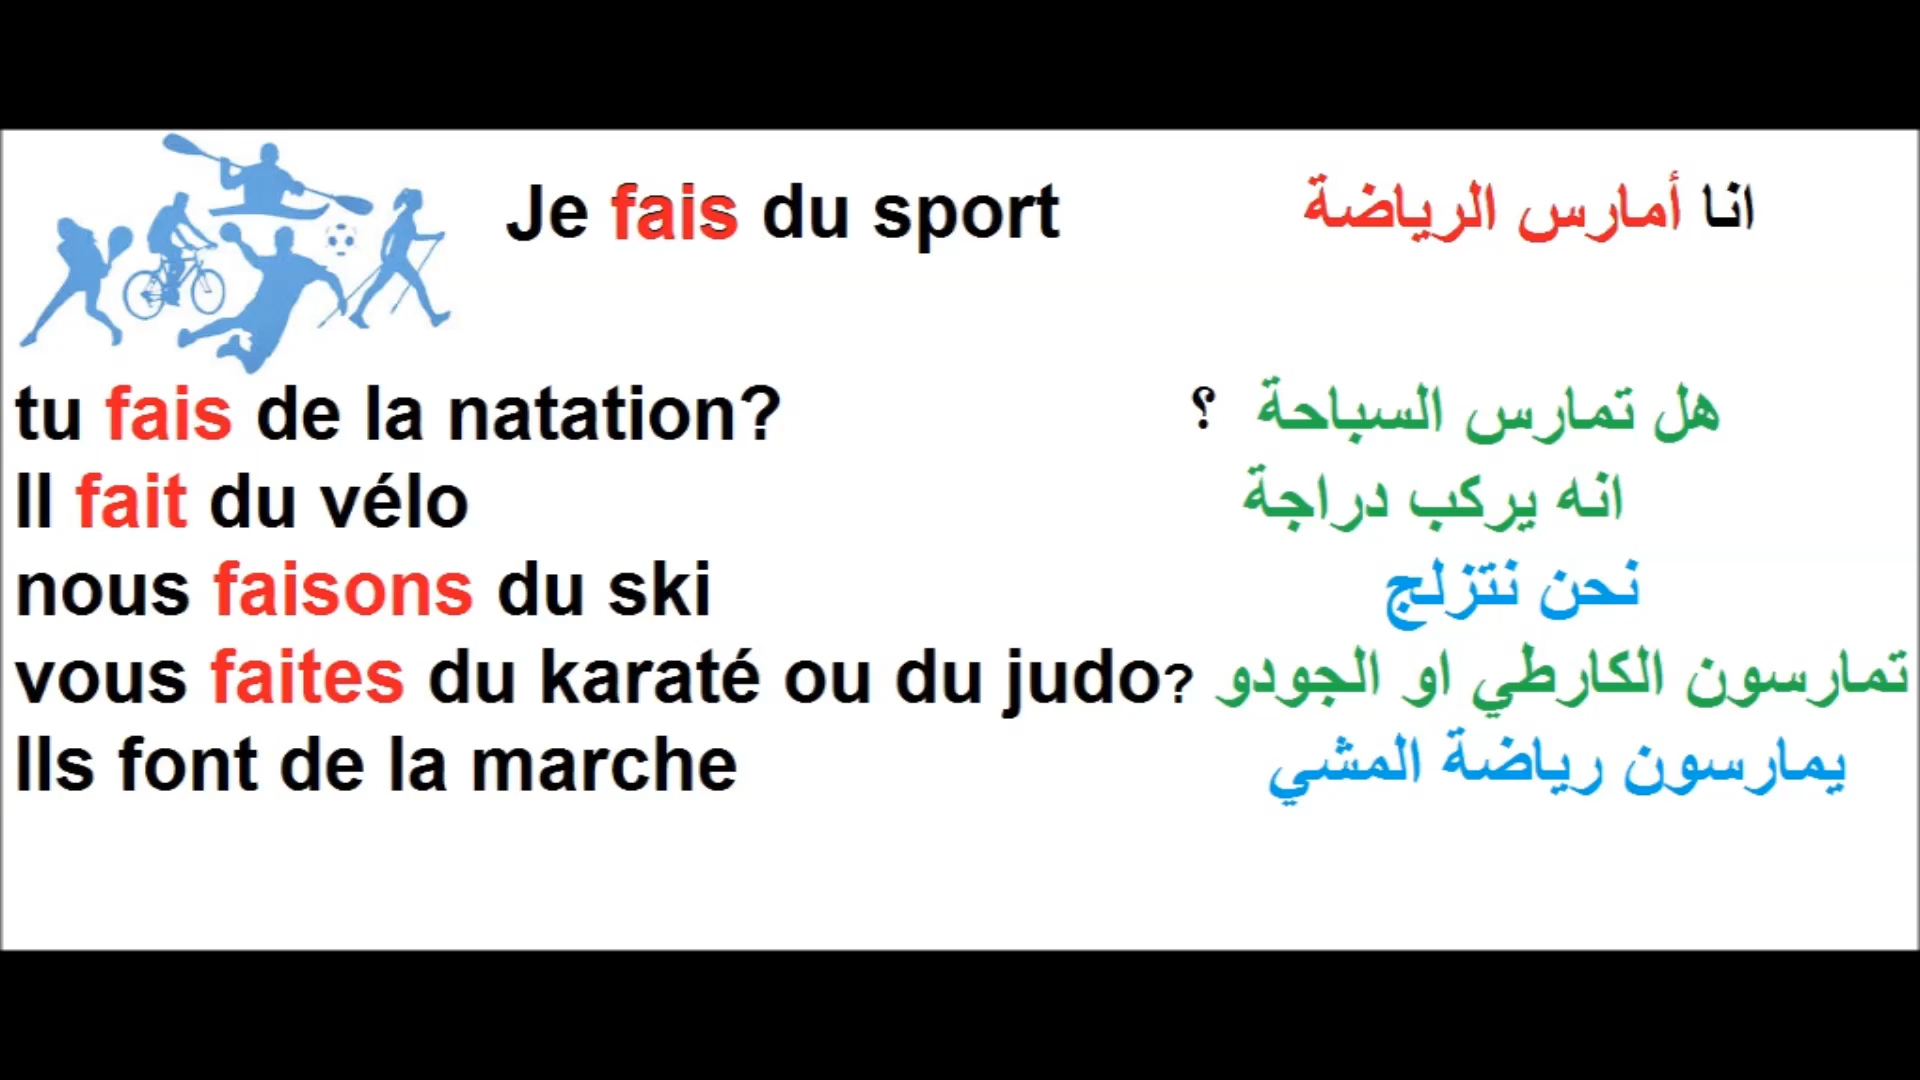 Je fais du sport انا أمارس الرياضة
tu fais de la natation? هل تمارس السباحة ؟
Il fait du vélo انه يركب دراجة
nous faisons du ski نحن نتزلج
vous faites du karaté ou du judo? تمارسون الكارطي او الجودو
Ils font de la marche يمارسون رياضة المشي